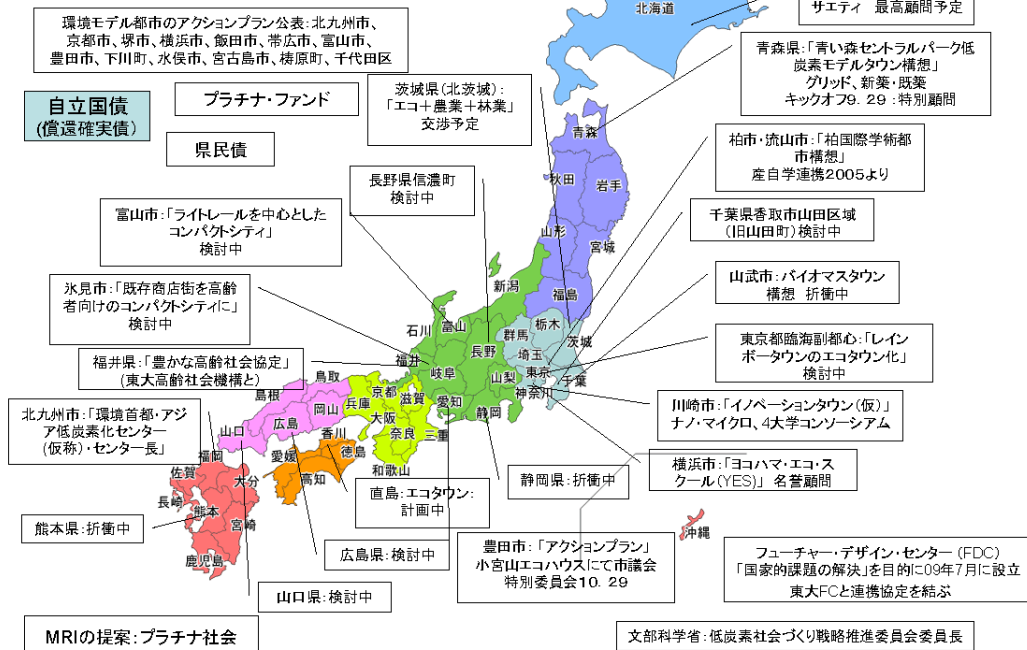 北海道
サエティ 最高顧問予定
環境モデル都市のアクションプラン公表：北九州市、
京都市、堺市、横浜市、飯田市、帯広市、富山市、
豊田市、下川町、水俣市、宮古島市、梼原町、千代田区
自立国債
(償還確実債)
プラチナ・ファンド
県民債
茨城県（北茨城）：
「エコ＋農業＋林業」
交渉予定
青森県：「青い森セントラルパーク低
炭素モデルタウン構想」
グリッド、新築・既築
キックオフ9．29：特別顧問
柏市・流山市：「柏国際学術都
市構想」
産自学連携2005より
長野県信濃町
検討中
富山市：「ライトレールを中心とした
コンパクトシティ」
検討中
千葉県香取市山田区域
（旧山田町）検討中
氷見市：「既存商店街を高齢
者向けのコンパクトシティに」
検討中
山武市：バイオマスタウン
構想 折衝中
福井県：「豊かな高齢社会協定」
（東大高齢社会機構と）
東京都臨海副都心：「レイン
ボータウンのエコタウン化」
検討中
北九州市：「環境首都・アジ
ア低炭素化センター
（仮称）・センター長」
川崎市：「イノベーションタウン（仮）
ナノ・マイクロ、4大学コンソーシアム
横浜市：「ヨコハマ・エコ・ス
クール（YES）」 名誉顧問
静岡県：折衝中
直島：エコタウン：
計画中
熊本県：折衝中
広島県：検討中
豊田市：「アクションプラン」
小宮山エコハウスにて市議会
特別委員会10．29
山口県：検討中
フューチャー・デザイン・センター（FDC）
「国家的課題の解決」を目的に09年7月に設立
東大FCと連携協定を結ぶ
MRIの提案：プラチナ社会
文部科学省：低炭素社会づくり戦略推進委員会委員長
青森
秋田
岩手
山形
宮城
福島
新潟
栃木
群馬
茨城
埼玉
東京
千葉
神奈川
石川
富山
長野
福井
岐阜
山梨
愛知
静岡
鳥取
島根
岡山
広島
山口
京都
滋賀
兵庫
大阪
奈良
三重
和歌山
香川
徳島
愛媛
高知
福岡
佐賀
長崎
大分
熊本
宮崎
鹿児島
沖縄